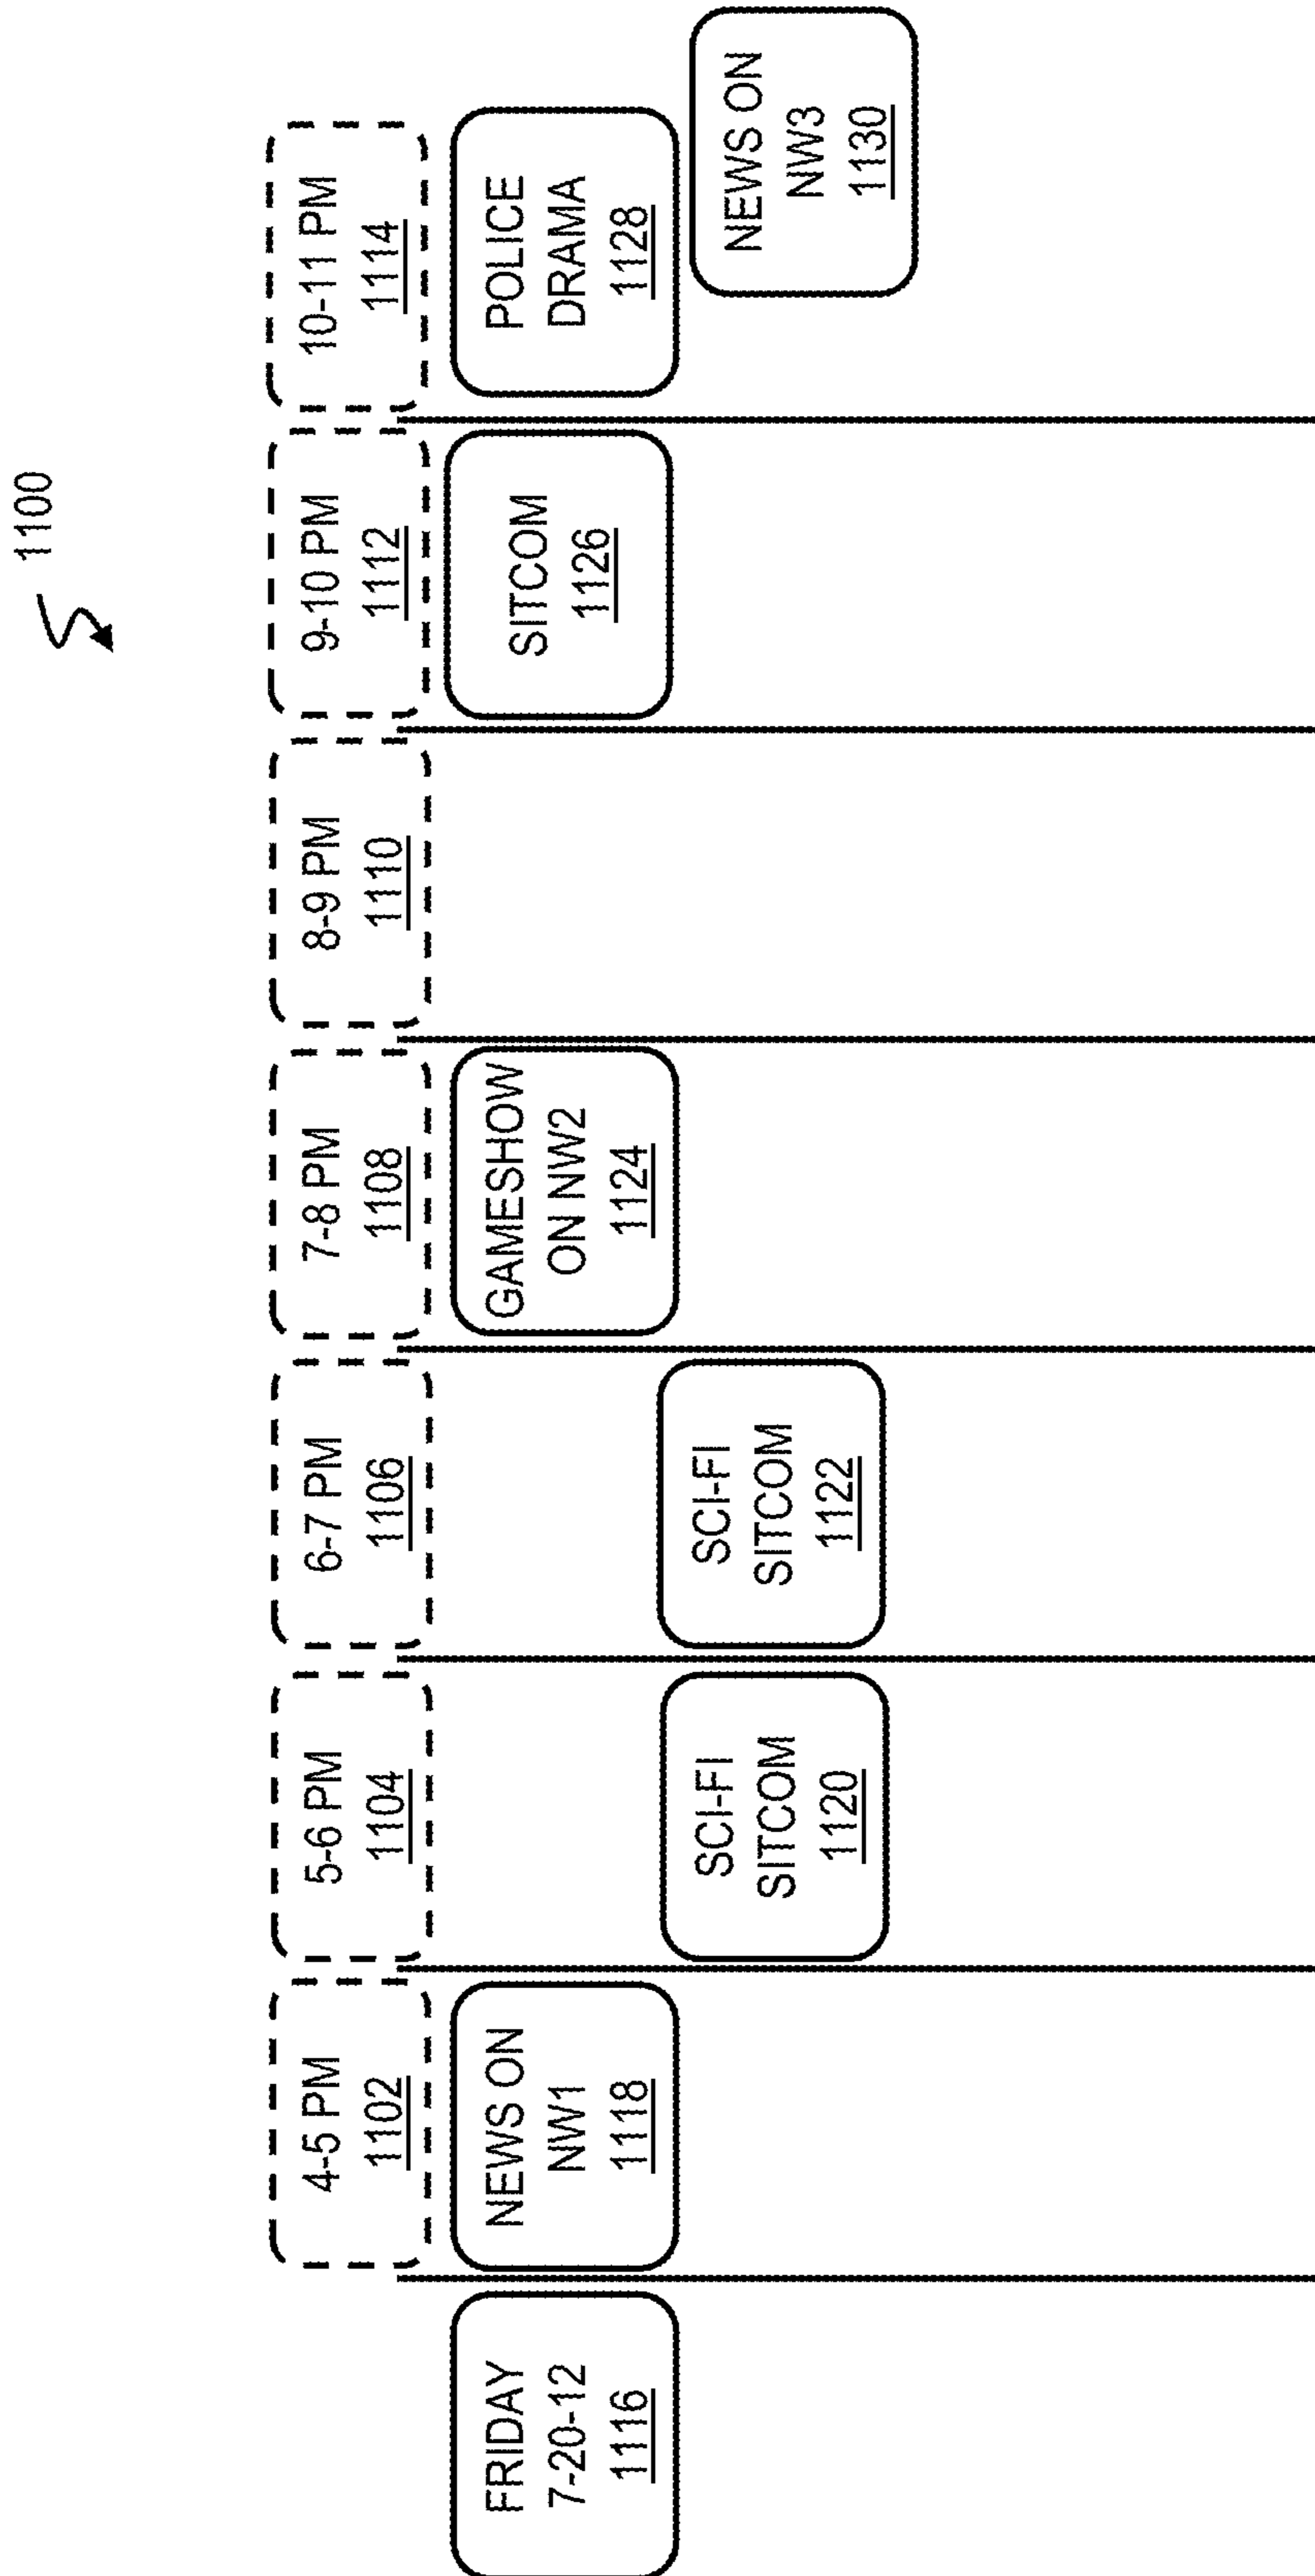 1100
4-5 PM
1102
5-6 PM
1104
6-7 PM
1106
7-8 PM
1108
8-9 PM
1110
9-10 PM
1112
10-11 PM
1114
FRIDAY
7-20-12
1116
NEWS ON
NW1
1118
SCI-FI
SITCOM
1120
SCI-FI
SITCOM
1122
GAMESHOW
ON NW2
1124
SITCOM
1126
POLICE
DRAMA
1128
NEWS ON
NW3
1130